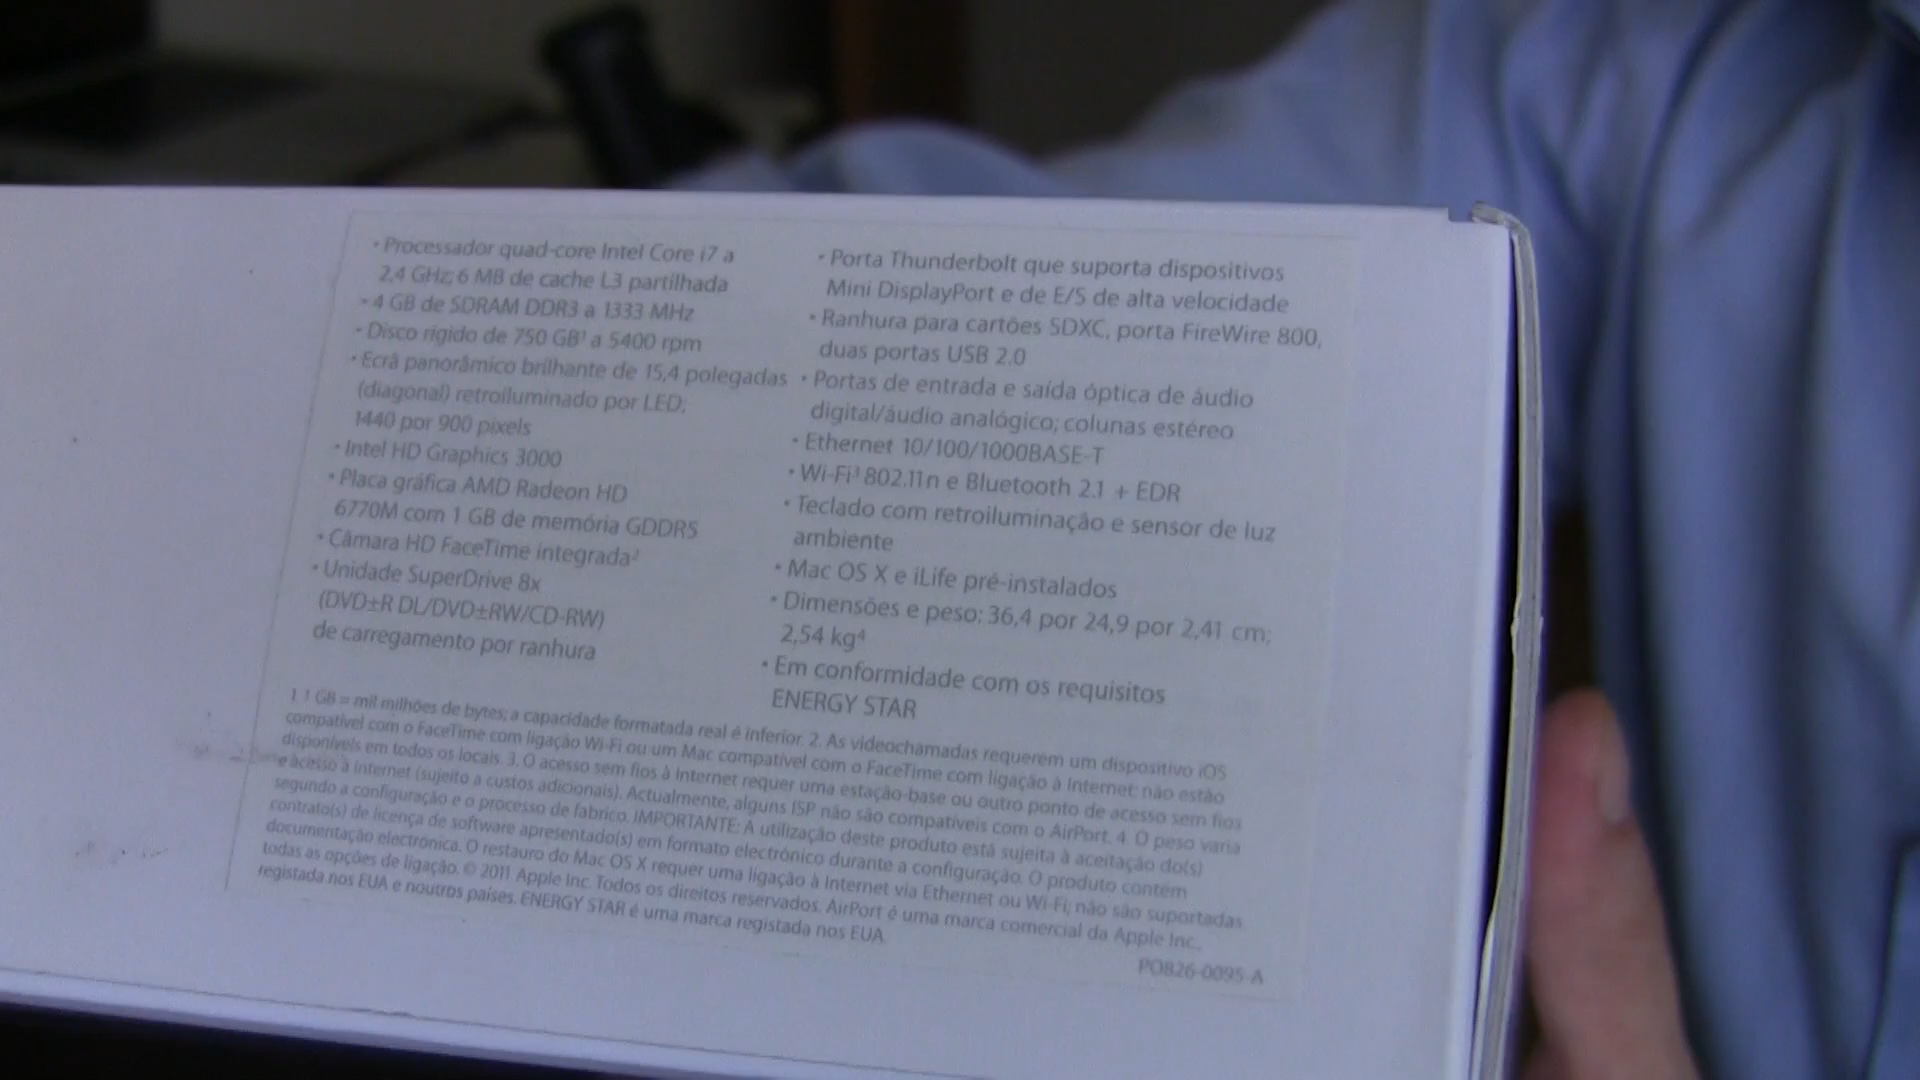 • Processador quad-core Intel Core i7 a
2,4 GHz; 6 MB de cache L3 partilhada
• 4 GB de SDRAM DDR3 a 1333 MHz
• Disco rígido de 750 GB¹ a 5400 rpm
• Ecrã panorâmico brilhante de 15,4 polegadas
(diagonal) retroiluminado por LED;
1440 por 900 pixels
• Intel HD Graphics 3000
• Placa gráfica AMD Radeon HD
6770M com 1 GB de memória GDDR5
• Câmara HD FaceTime integrada²
• Unidade SuperDrive 8x
(DVD±R DL/DVD±RW/CD-RW)
de carregamento por ranhura
• Porta Thunderbolt que suporta dispositivos
Mini DisplayPort e de E/S de alta velocidade
• Ranhura para cartões SDXC, porta FireWire 800,
duas portas USB 2.0
• Portas de entrada e saída óptica de áudio
digital/áudio analógico; colunas estéreo
• Ethernet 10/100/1000BASE-T
• Wi-Fi³ 802.11n e Bluetooth 2.1 + EDR
• Teclado com retroiluminação e sensor de luz
ambiente
• Mac OS X e iLife pré-instalados
• Dimensões e peso: 36,4 por 24,9 por 2,41 cm;
2,54 kg⁴
• Em conformidade com os requisitos
ENERGY STAR
1. 1 GB = mil milhões de bytes; a capacidade formatada real é inferior. 2. As videochamadas requerem um dispositivo iOS
compatível com o FaceTime com ligação Wi-Fi ou um Mac compatível com o FaceTime com ligação à Internet; não estão
disponíveis em todos os locais. 3. O acesso sem fios à Internet requer uma estação-base ou outro ponto de acesso sem fios
e acesso à Internet (sujeito a custos adicionais). Actualmente, alguns ISP não são compatíveis com o AirPort. 4. O peso varia
segundo a configuração e o processo de fabrico. IMPORTANTE: A utilização deste produto está sujeita à aceitação do(s)
contrato(s) de licença de software apresentado(s) em formato electrónico durante a configuração. O produto contém
documentação electrónica. O restauro do Mac OS X requer uma ligação à Internet via Ethernet ou Wi-Fi; não são suportadas
todas as opções de ligação. © 2011 Apple Inc. Todos os direitos reservados. AirPort é uma marca comercial da Apple Inc.,
registada nos EUA e noutros países. ENERGY STAR é uma marca registada nos EUA.
PO826-0095-A